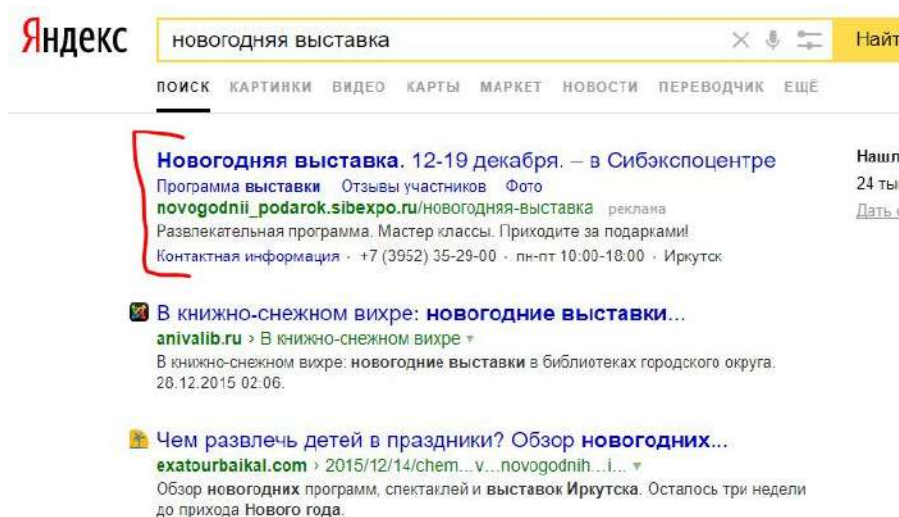 Яндекс
новогодняя выставка
Найт
ПОИСК КАРТИНКИ ВИДЕО КАРТЫ МАРКЕТ НОВОСТИ ПЕРЕВОДЧИК ЕЩЁ
Новогодняя выставка. 12-19 декабря. – в Сибэкспоцентре
Программа выставки Отзывы участников Фото
novogodnii_podarok.sibexpo.ru/новогодняя-выставка реклама
Развлекательная программа. Мастер классы. Приходите за подарками!
Контактная информация · +7 (3952) 35-29-00 · пн-пт 10:00-18:00 · Иркутск
Нашл
24 ты
Дать
В книжно-снежном вихре: новогодние выставки...
anivalib.ru › В книжно-снежном вихре
В книжно-снежном вихре: новогодние выставки в библиотеках городского округа.
28.12.2015 02:06.
Чем развлечь детей в праздники? Обзор новогодних...
exatourbaikal.com › 2015/12/14/chem...v...novogodnih...i...
Обзор новогодних программ, спектаклей и выставок Иркутска. Осталось три недели
до прихода Нового года.